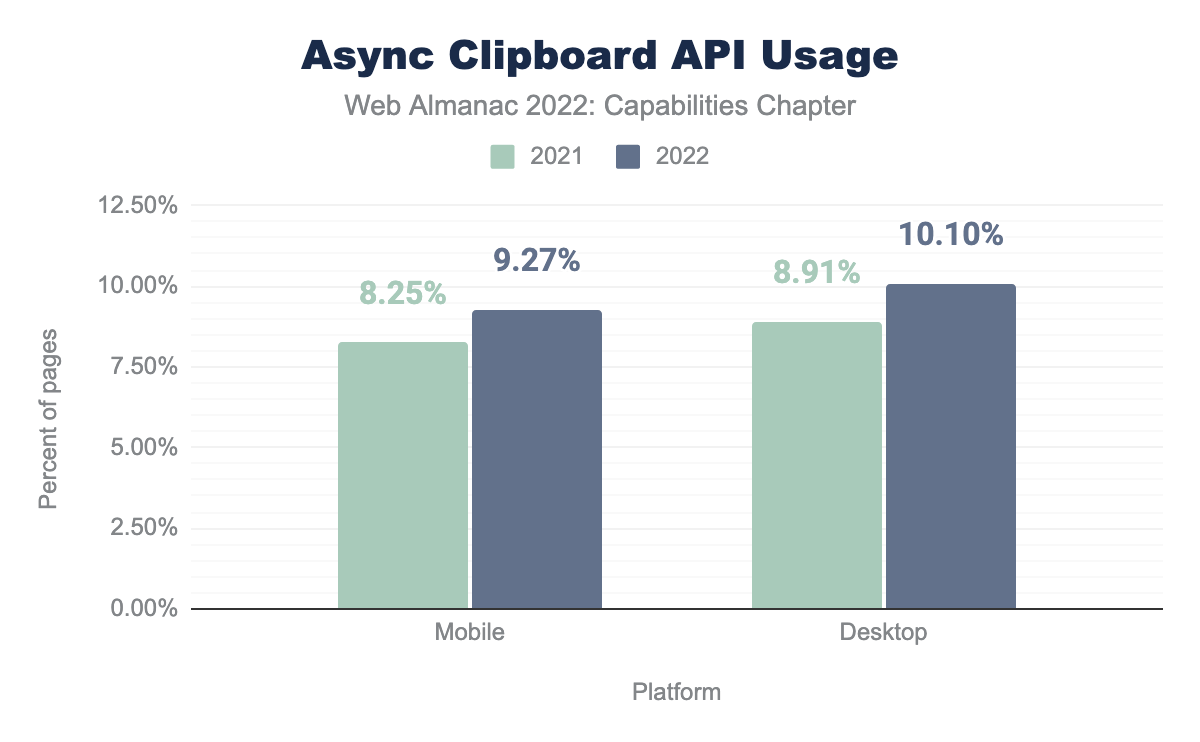 Async Clipboard API Usage
Web Almanac 2022: Capabilities Chapter
2021 2022
12.50%
10.00%
7.50%
5.00%
2.50%
0.00%
Percent of pages
8.25%
9.27%
8.91%
10.10%
Mobile Desktop
Platform